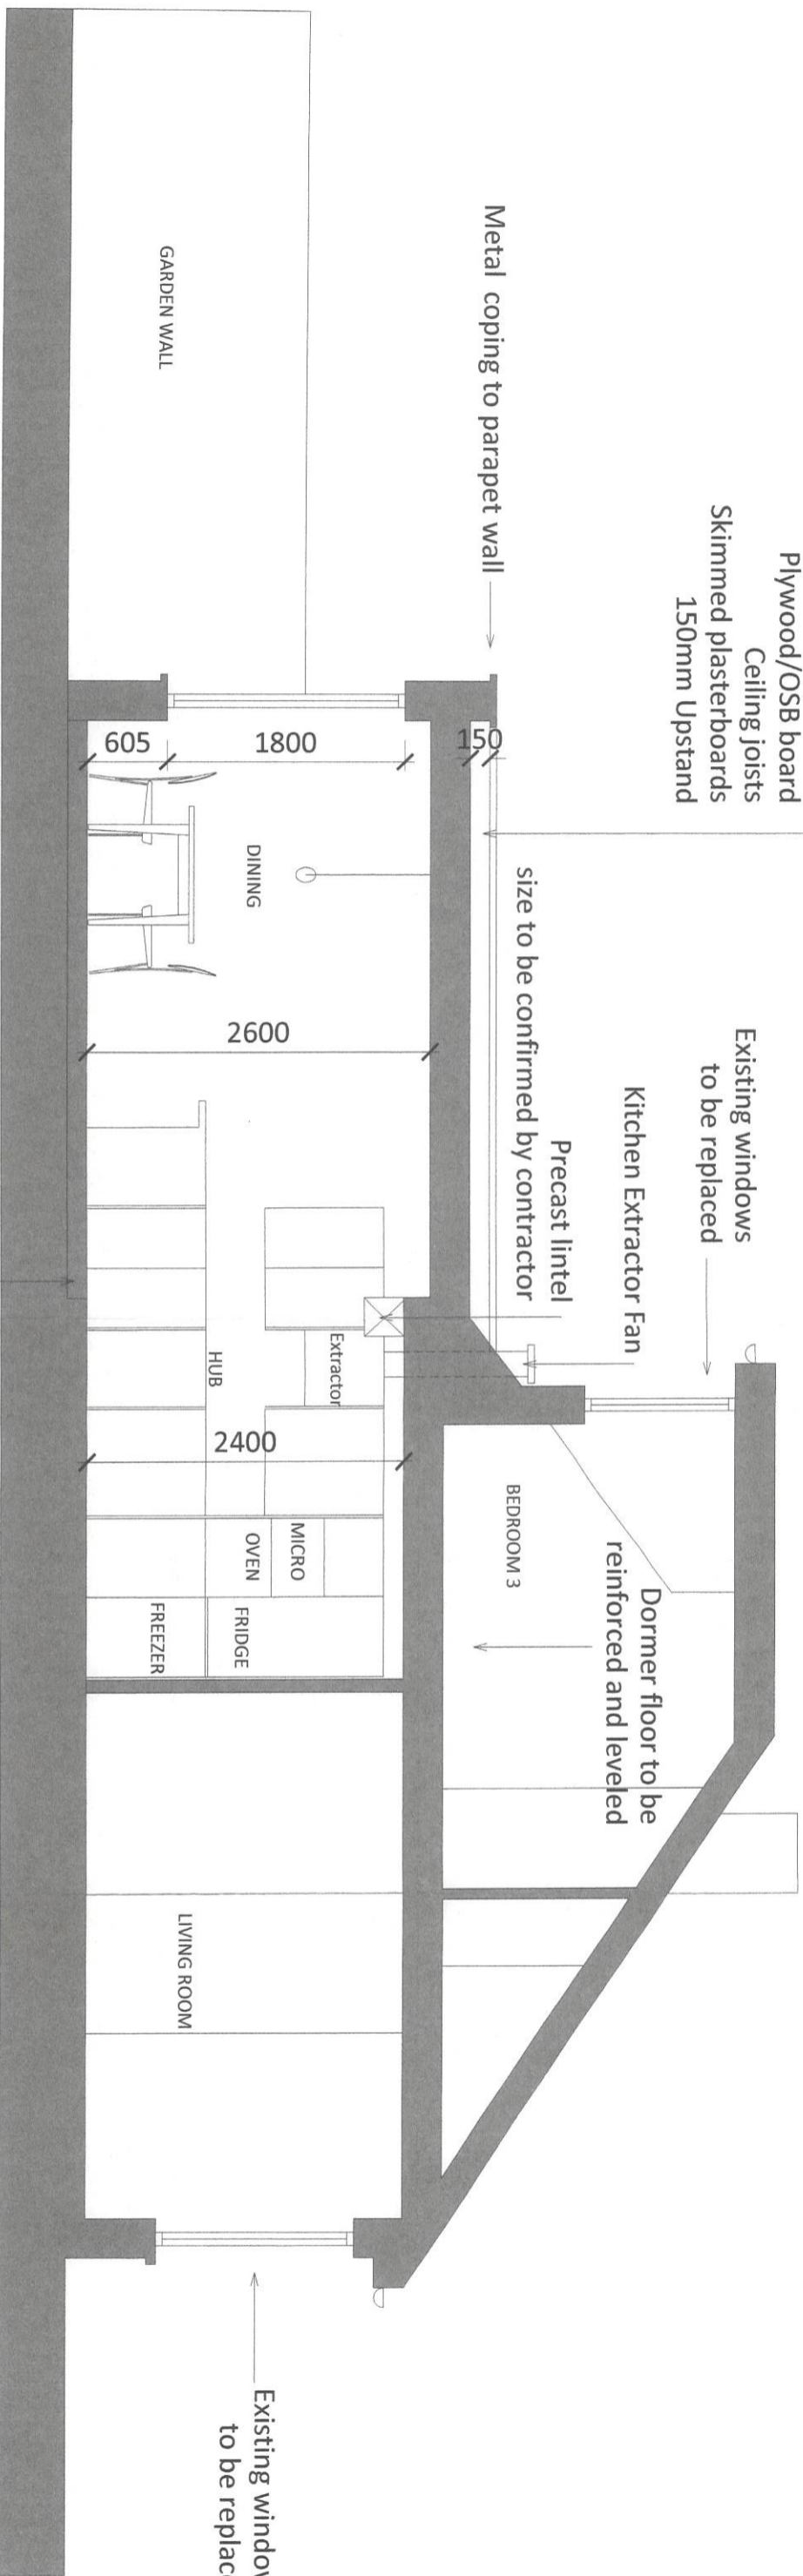 Plywood/OSB board
Ceiling joists
Skimmed plasterboards
150mm Upstand
Existing windows
to be replaced
Kitchen Extractor Fan
Precast lintel
size to be confirmed by contractor
Metal coping to parapet wall
Dormer floor to be
reinforced and leveled
BEDROOM 3
150
1800
605
2600
2400
GARDEN WALL
DINING
Extractor
HUB
MICRO
OVEN
FRIDGE
FREEZER
LIVING ROOM
Existing window
to be replac